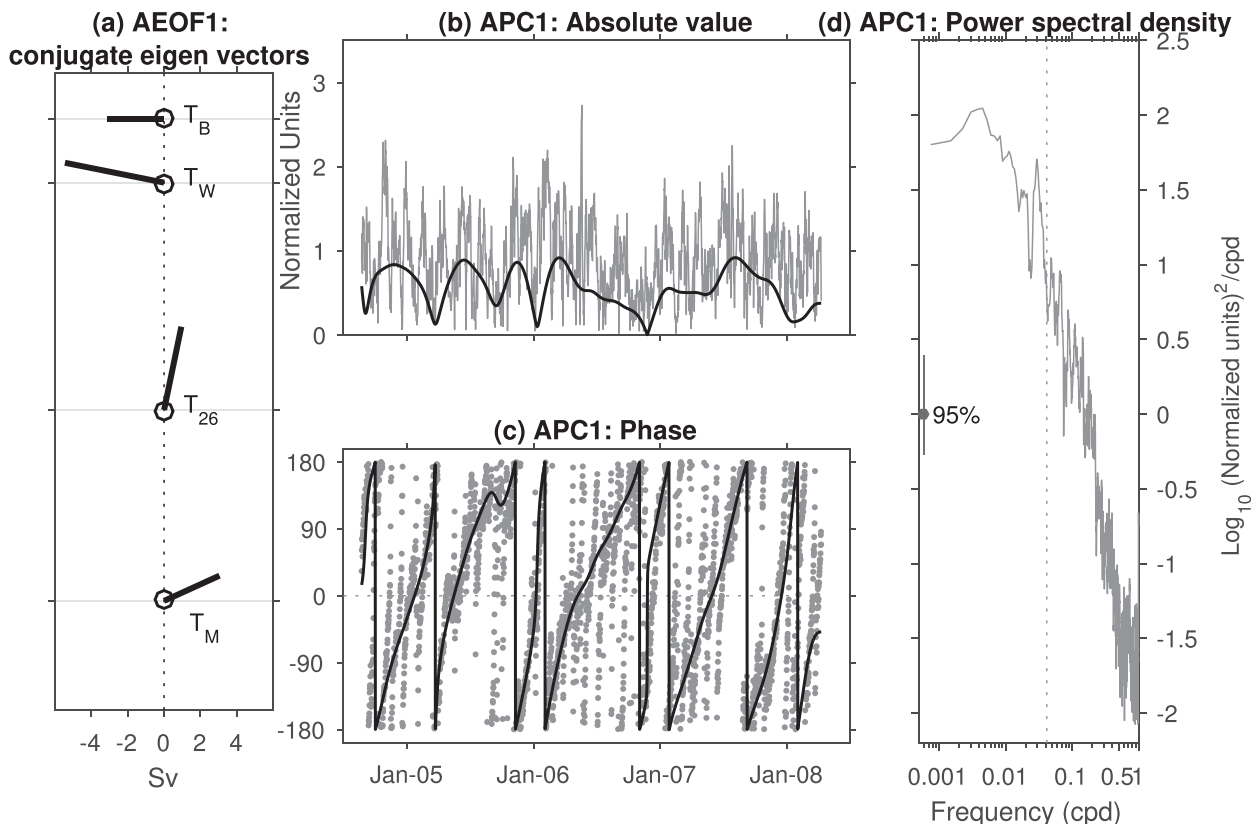 (a) AEOF1:
conjugate eigen vectors
T_B
T_W
T_26
T_M
-4 -2 0 2 4
Sv
(b) APC1: Absolute value
Normalized Units
3
2
1
0
(c) APC1: Phase
180
90
0
-90
-180
Jan-05 Jan-06 Jan-07 Jan-08
(d) APC1: Power spectral density
2.5
2
1.5
1
0.5
0
-0.5
-1
-1.5
-2
95%
Log10 (Normalized units)^2/cpd
0.001 0.01 0.1 0.51
Frequency (cpd)